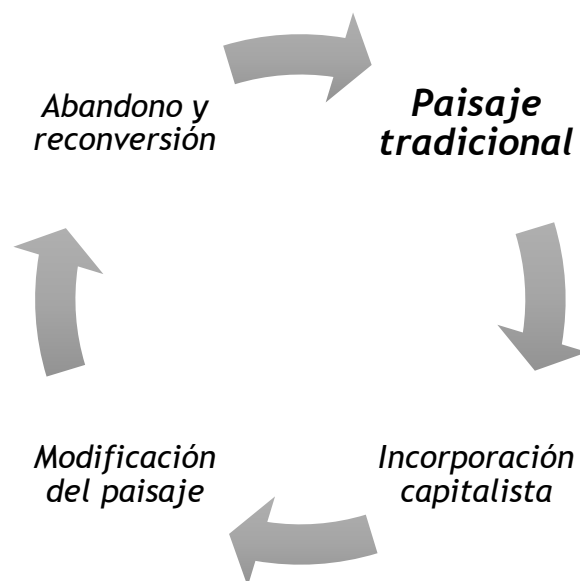 Abandono y
reconversión
Paisaje
tradicional
Modificación
del paisaje
Incorporación
capitalista